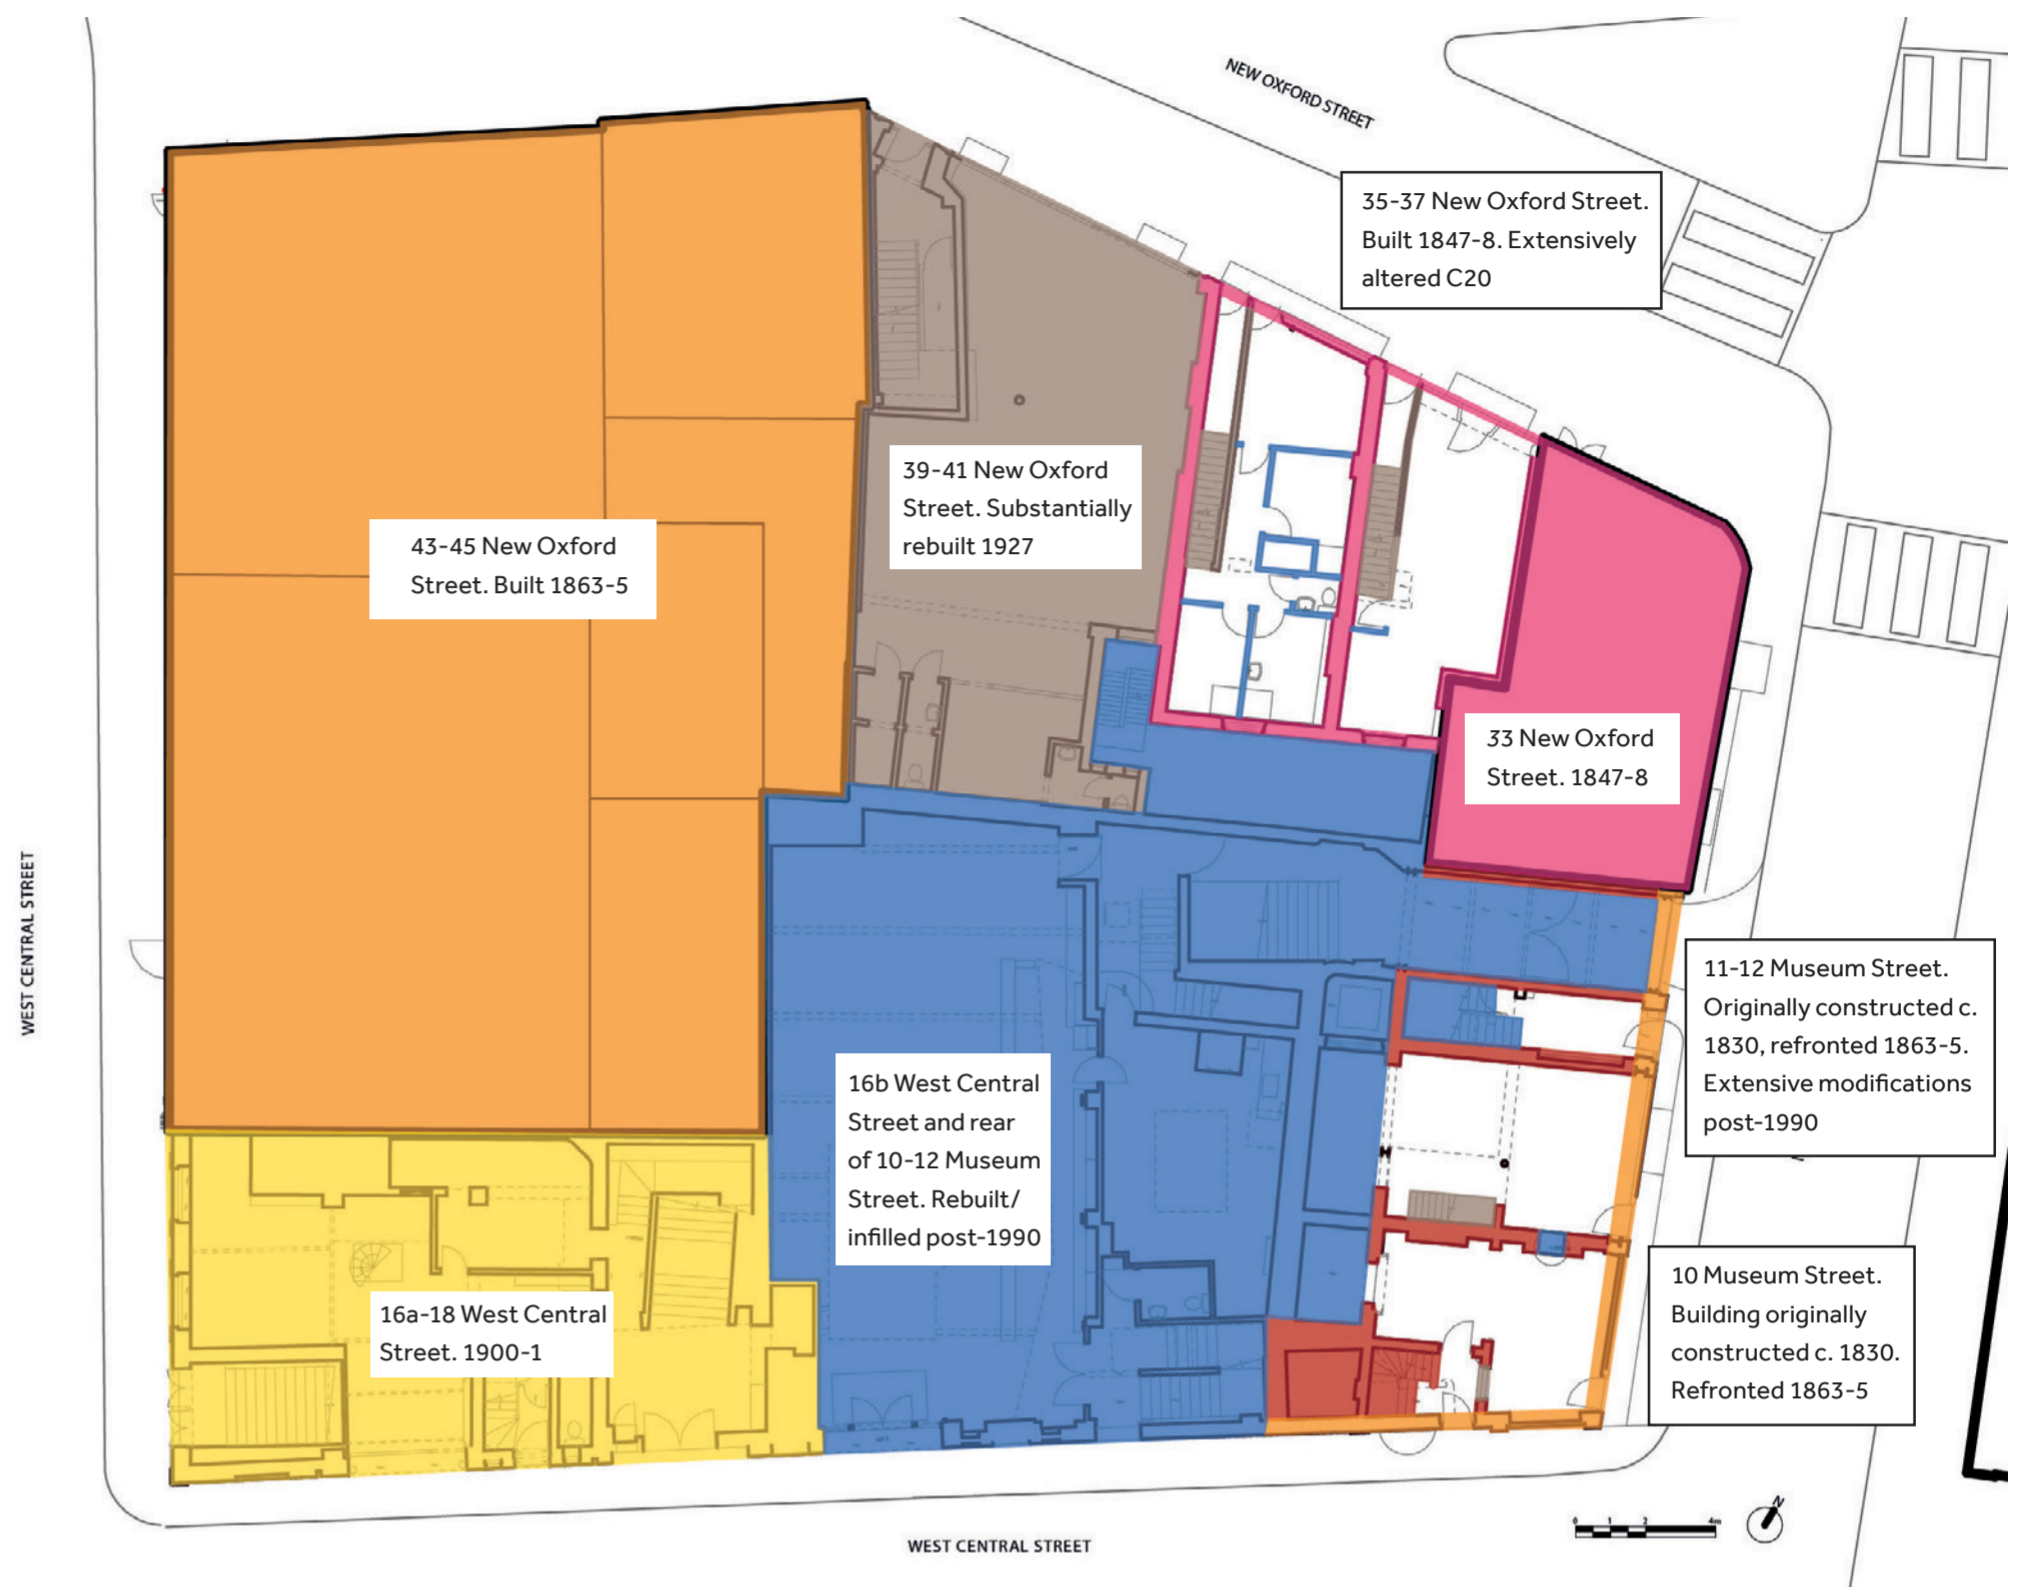 NEW OXFORD STREET
35-37 New Oxford Street.
Built 1847-8. Extensively
altered C20
39-41 New Oxford
Street. Substantially
rebuilt 1927
43-45 New Oxford
Street. Built 1863-5
33 New Oxford
Street. 1847-8
WEST CENTRAL STREET
11-12 Museum Street.
Originally constructed c.
1830, refronted 1863-5.
Extensive modifications
post-1990
16b West Central
Street and rear
of 10-12 Museum
Street. Rebuilt/
infilled post-1990
10 Museum Street.
Building originally
constructed c. 1830.
Refronted 1863-5
16a-18 West Central
Street. 1900-1
0 1 2 4m
N
WEST CENTRAL STREET